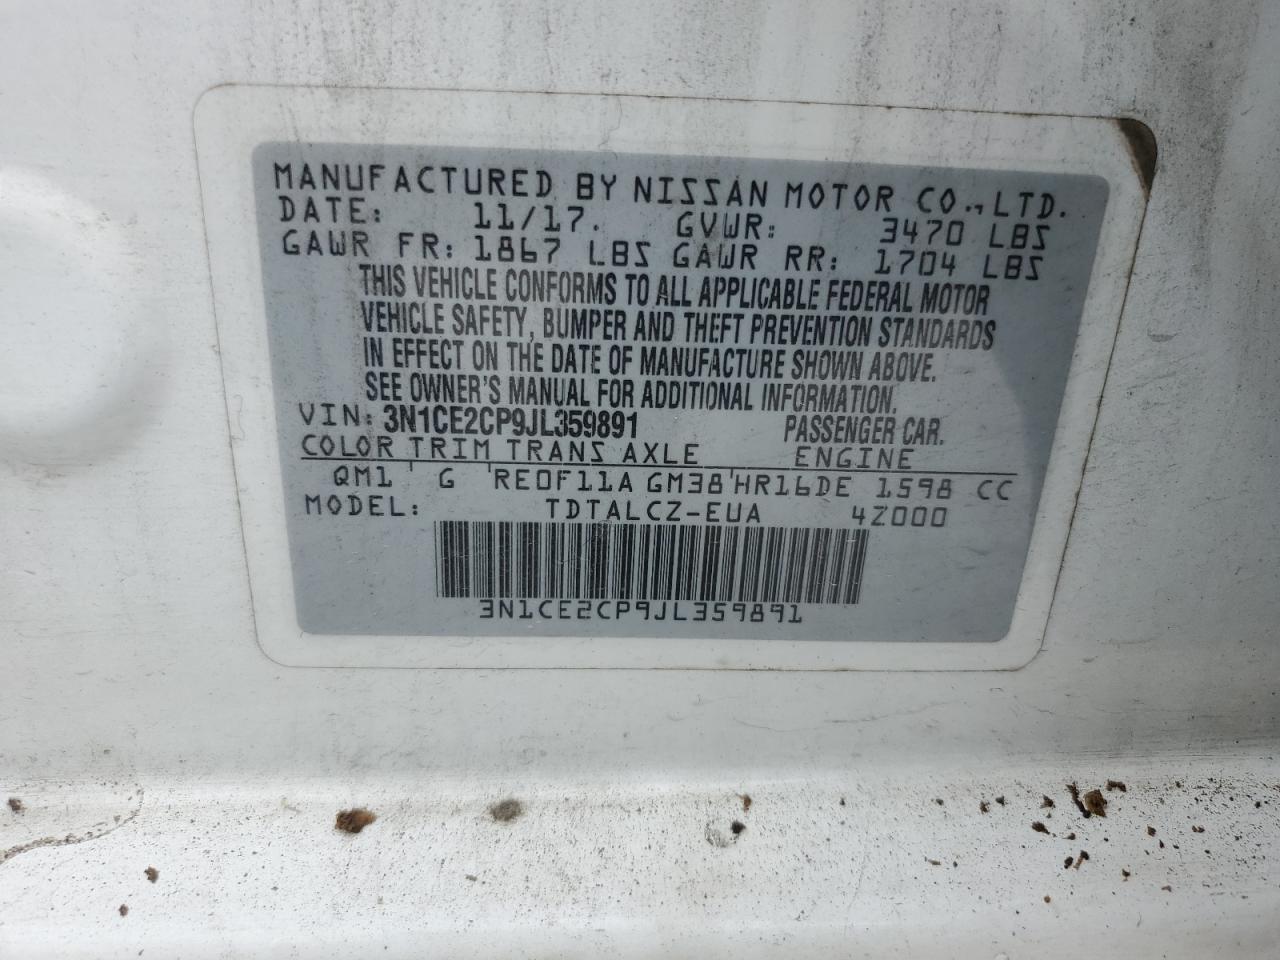 MANUFACTURED BY NISSAN MOTOR CO.,LTD.
DATE: 11/17. GVWR: 3470 LBS
GAWR FR: 1867 LBS GAWR RR: 1704 LBS
THIS VEHICLE CONFORMS TO ALL APPLICABLE FEDERAL MOTOR
VEHICLE SAFETY, BUMPER AND THEFT PREVENTION STANDARDS
IN EFFECT ON THE DATE OF MANUFACTURE SHOWN ABOVE.
SEE OWNER'S MANUAL FOR ADDITIONAL INFORMATION.
VIN: 3N1CE2CP9JL359891 PASSENGER CAR.
COLOR TRIM TRANS AXLE ENGINE
QM1 ' G ' RE0F11A GM38 ' HR16DE 1598 CC
MODEL: TDTALCZ-EUA 4Z000
3N1CE2CP9JL359891